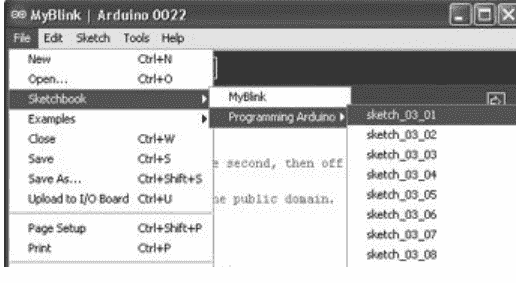 MyBlink | Arduino 0022
File Edit Sketch Tools Help
New Ctrl+N
Open... Ctrl+O
Sketchbook
Examples
Close Ctrl+W
Save Ctrl+S
Save As... Ctrl+Shift+S
Upload to I/O Board Ctrl+U
Page Setup Ctrl+Shift+P
Print Ctrl+P
MyBlink
Programming Arduino
sketch_03_01
sketch_03_02
sketch_03_03
sketch_03_04
sketch_03_05
sketch_03_06
sketch_03_07
sketch_03_08
e second, then off
he public domain.